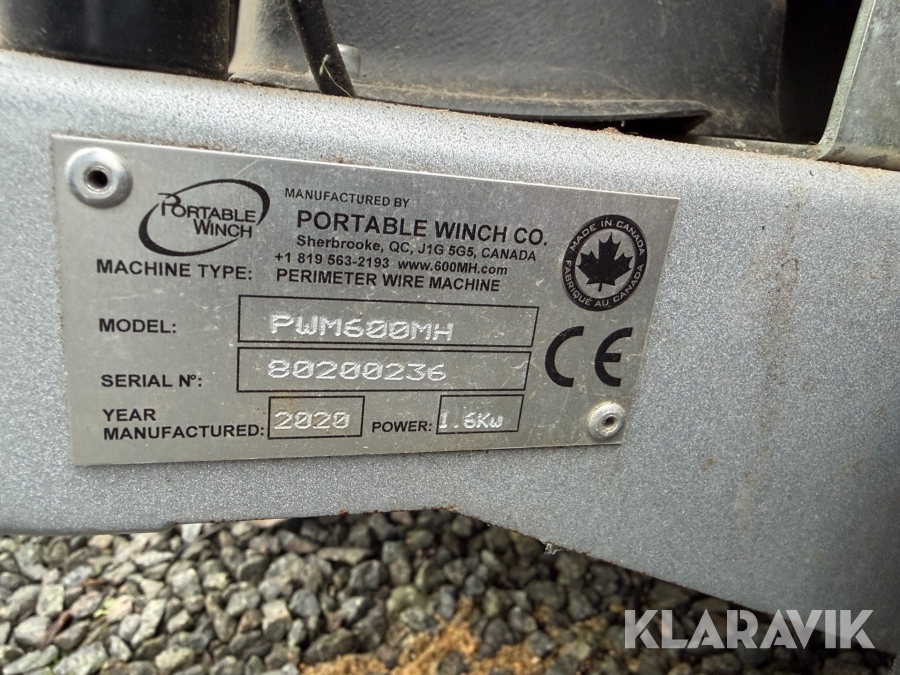 PORTABLE
WINCH
MANUFACTURED BY
PORTABLE WINCH CO.
Sherbrooke, QC, J1G 5G5, CANADA
+1 819 563-2193 www.600MH.com
MACHINE TYPE: PERIMETER WIRE MACHINE
MADE IN CANADA
FABRIQUÉ AU CANADA
MODEL: PWM600MH
SERIAL Nº: 80200236
CE
YEAR
MANUFACTURED: 2020 POWER: 1.6Kw
KLARAVIK